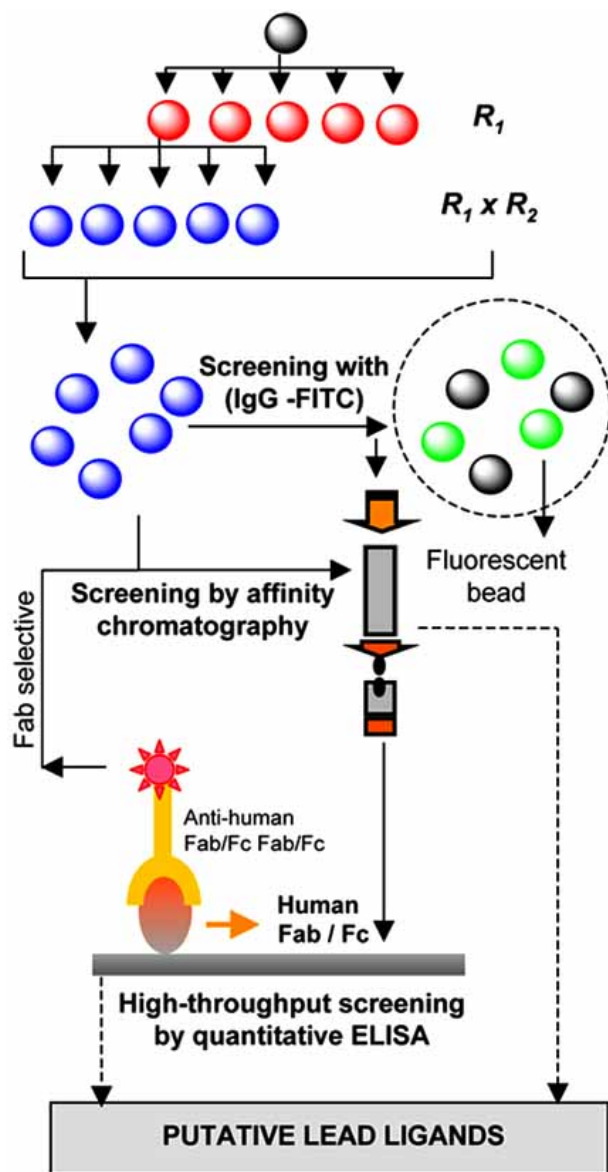 R1
R1 x R2
Screening with
(IgG -FITC)
Fluorescent
bead
Screening by affinity
chromatography
Fab selective
Anti-human
Fab/Fc Fab/Fc
Human
Fab / Fc
High-throughput screening
by quantitative ELISA
PUTATIVE LEAD LIGANDS